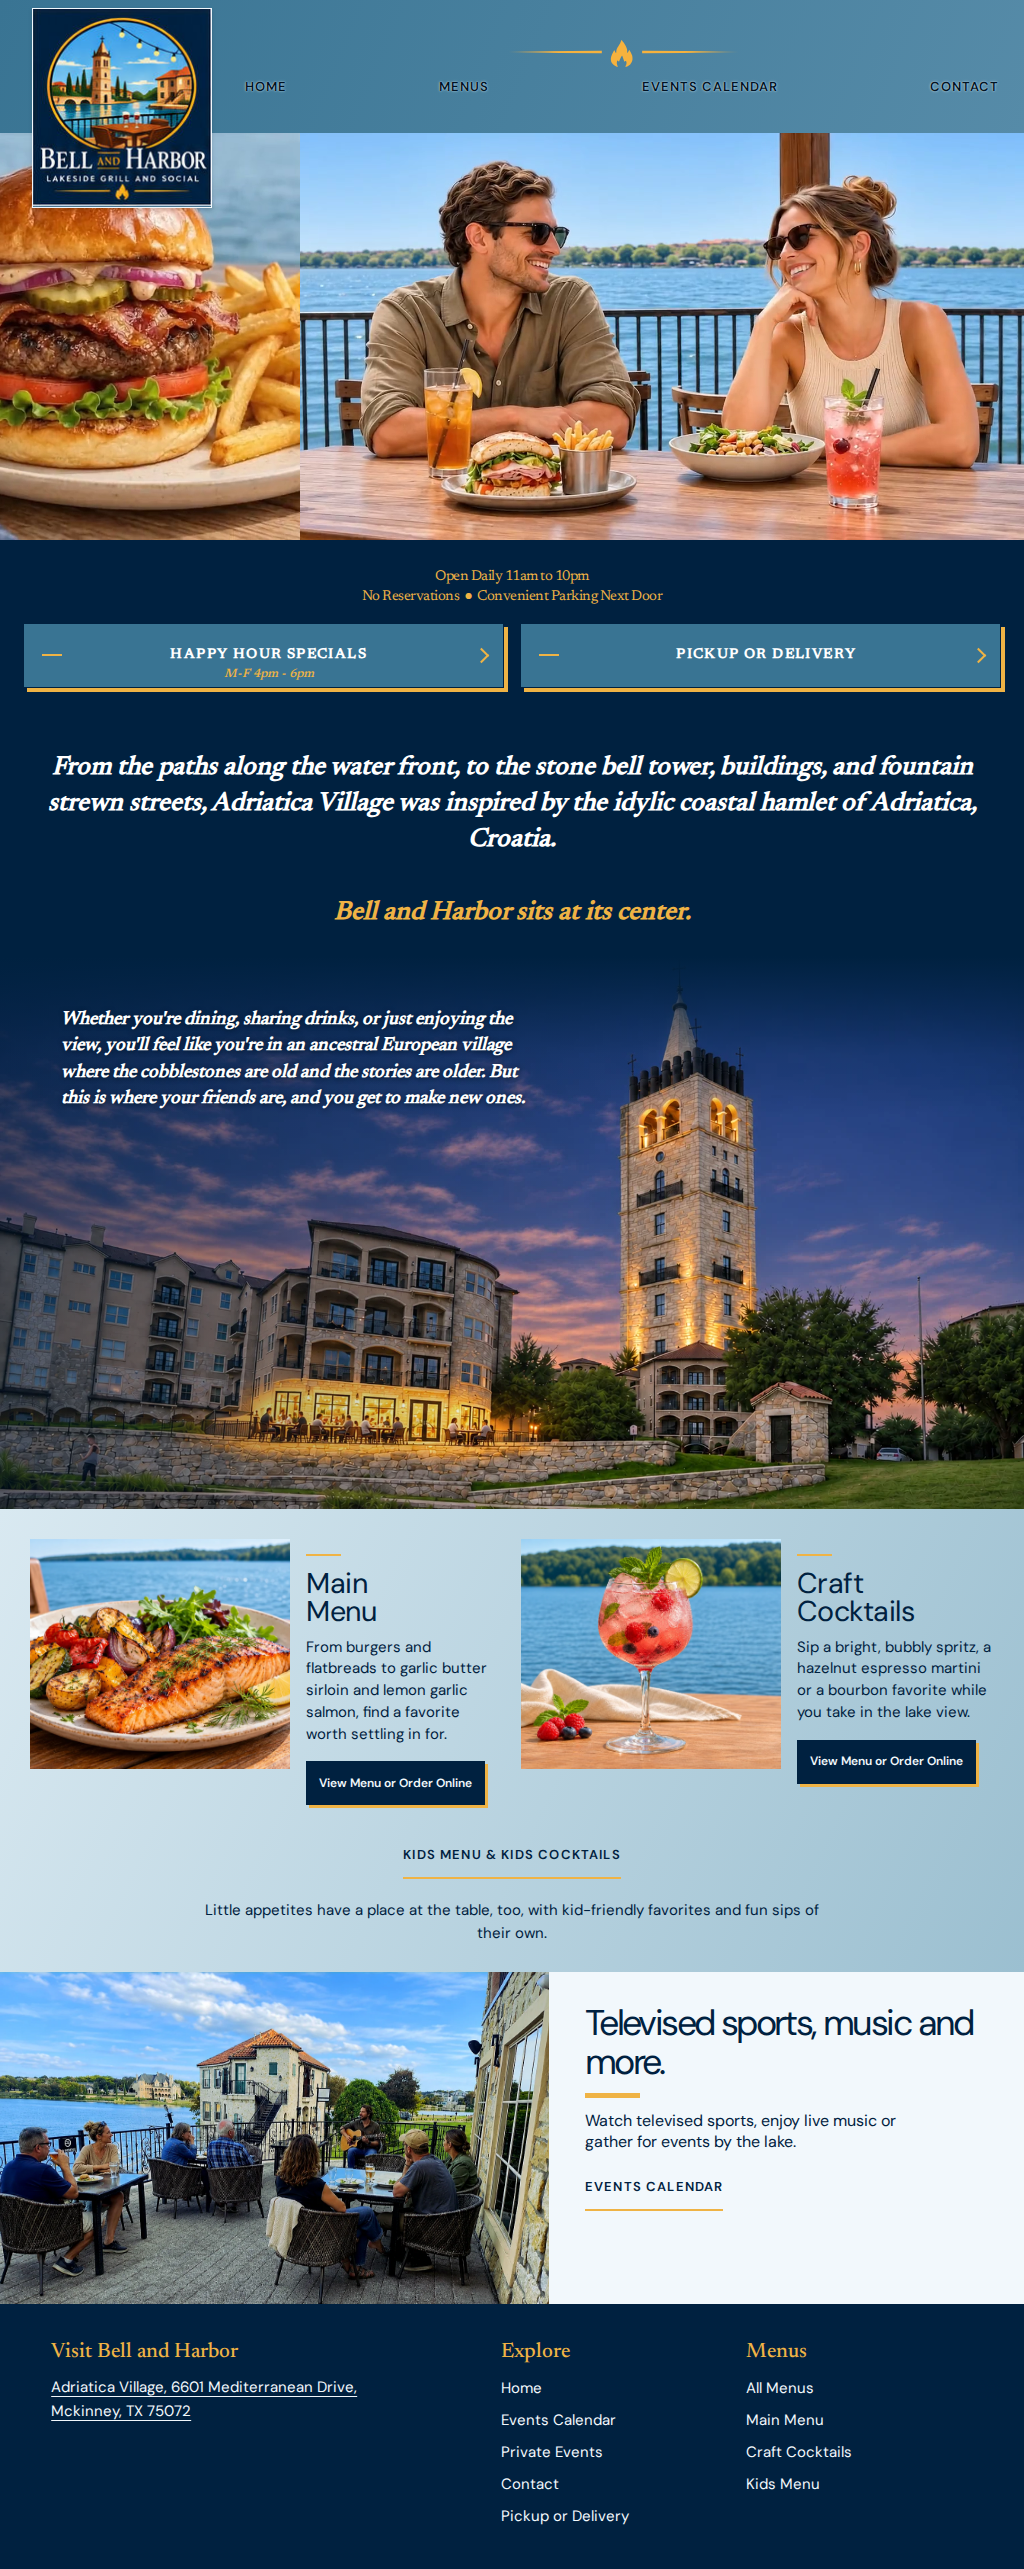 BELL AND HARBOR
LAKESIDE GRILL AND SOCIAL
HOME
MENUS
EVENTS CALENDAR
CONTACT
Open Daily 11am to 10pm
No Reservations ● Convenient Parking Next Door
HAPPY HOUR SPECIALS
M-F 4pm - 6pm
PICKUP OR DELIVERY
From the paths along the water front, to the stone bell tower, buildings, and fountain
strewn streets, Adriatica Village was inspired by the idylic coastal hamlet of Adriatica,
Croatia.
Bell and Harbor sits at its center.
Whether you're dining, sharing drinks, or just enjoying the
view, you'll feel like you're in an ancestral European village
where the cobblestones are old and the stories are older. But
this is where your friends are, and you get to make new ones.
Main
Menu
From burgers and
flatbreads to garlic butter
sirloin and lemon garlic
salmon, find a favorite
worth settling in for.
View Menu or Order Online
Craft
Cocktails
Sip a bright, bubbly spritz, a
hazelnut espresso martini
or a bourbon favorite while
you take in the lake view.
View Menu or Order Online
KIDS MENU & KIDS COCKTAILS
Little appetites have a place at the table, too, with kid-friendly favorites and fun sips of
their own.
Televised sports, music and
more.
Watch televised sports, enjoy live music or
gather for events by the lake.
EVENTS CALENDAR
Visit Bell and Harbor
Adriatica Village, 6601 Mediterranean Drive,
Mckinney, TX 75072
Explore
Home
Events Calendar
Private Events
Contact
Pickup or Delivery
Menus
All Menus
Main Menu
Craft Cocktails
Kids Menu